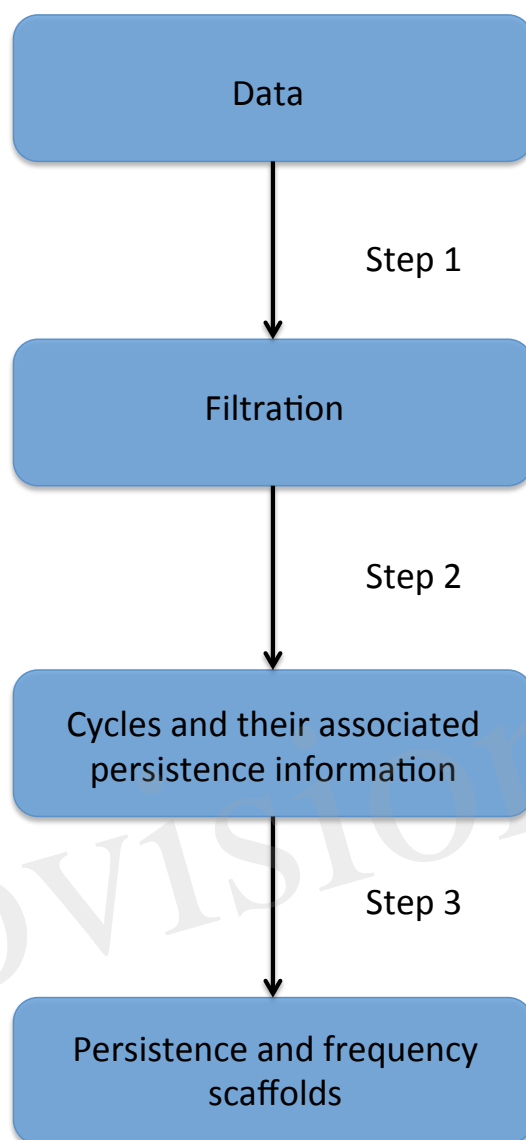 Data
Step 1
Filtration
Step 2
Cycles and their associated
persistence information
Step 3
Persistence and frequency
scaffolds